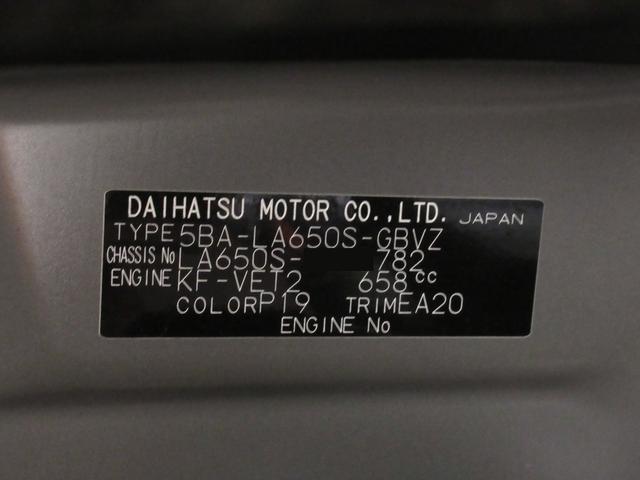 DAIHATSU MOTOR CO.,LTD. JAPAN
TYPE 5BA-LA650S-GBVZ
CHASSIS No LA650S- 782
ENGINE KF-VET2 658cc
COLOR P19 TRIM EA20
ENGINE No